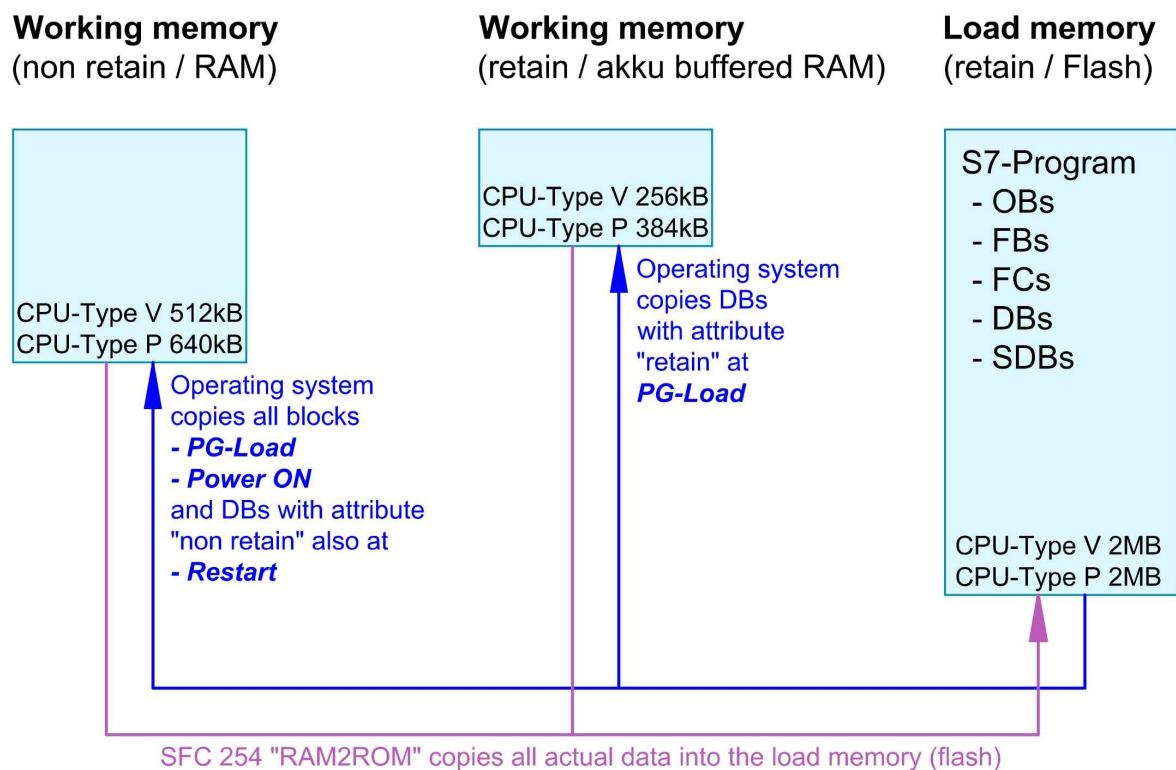 Working memory
(non retain / RAM)
Working memory
(retain / akku buffered RAM)
Load memory
(retain / Flash)
CPU-Type V 512kB
CPU-Type P 640kB
CPU-Type V 256kB
CPU-Type P 384kB
S7-Program
- OBs
- FBs
- FCs
- DBs
- SDBs
CPU-Type V 2MB
CPU-Type P 2MB
Operating system
copies all blocks
- PG-Load
- Power ON
and DBs with attribute
"non retain" also at
- Restart
Operating system
copies DBs
with attribute
"retain" at
PG-Load
SFC 254 "RAM2ROM" copies all actual data into the load memory (flash)